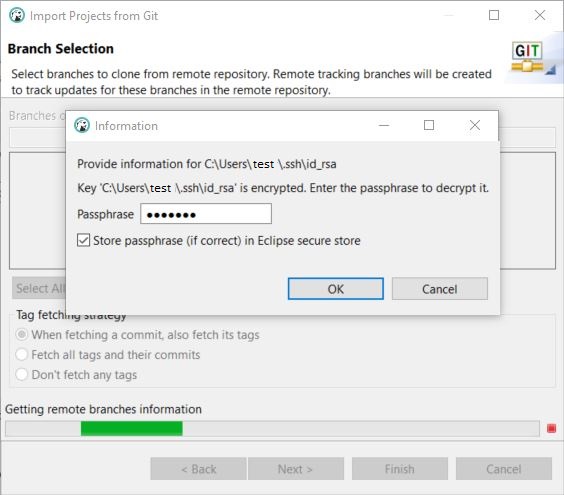 Import Projects from Git
Branch Selection
GIT
Select branches to clone from remote repository. Remote tracking branches will be created
to track updates for these branches in the remote repository.
Branches o
Information
Provide information for C:\Users\test \.ssh\id_rsa
Key 'C:\Users\test \.ssh\id_rsa' is encrypted. Enter the passphrase to decrypt it.
Passphrase ●●●●●●●
Store passphrase (if correct) in Eclipse secure store
OK Cancel
Select All
Tag fetching strategy
When fetching a commit, also fetch its tags
Fetch all tags and their commits
Don't fetch any tags
Getting remote branches information
< Back Next > Finish Cancel